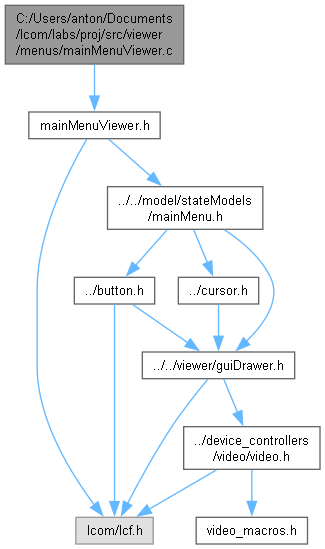 C:/Users/anton/Documents
/lcom/labs/proj/src/viewer
/menus/mainMenuViewer.c
mainMenuViewer.h
../../model/stateModels
/mainMenu.h
../button.h
../cursor.h
../../viewer/guiDrawer.h
../device_controllers
/video/video.h
lcom/lcf.h
video_macros.h